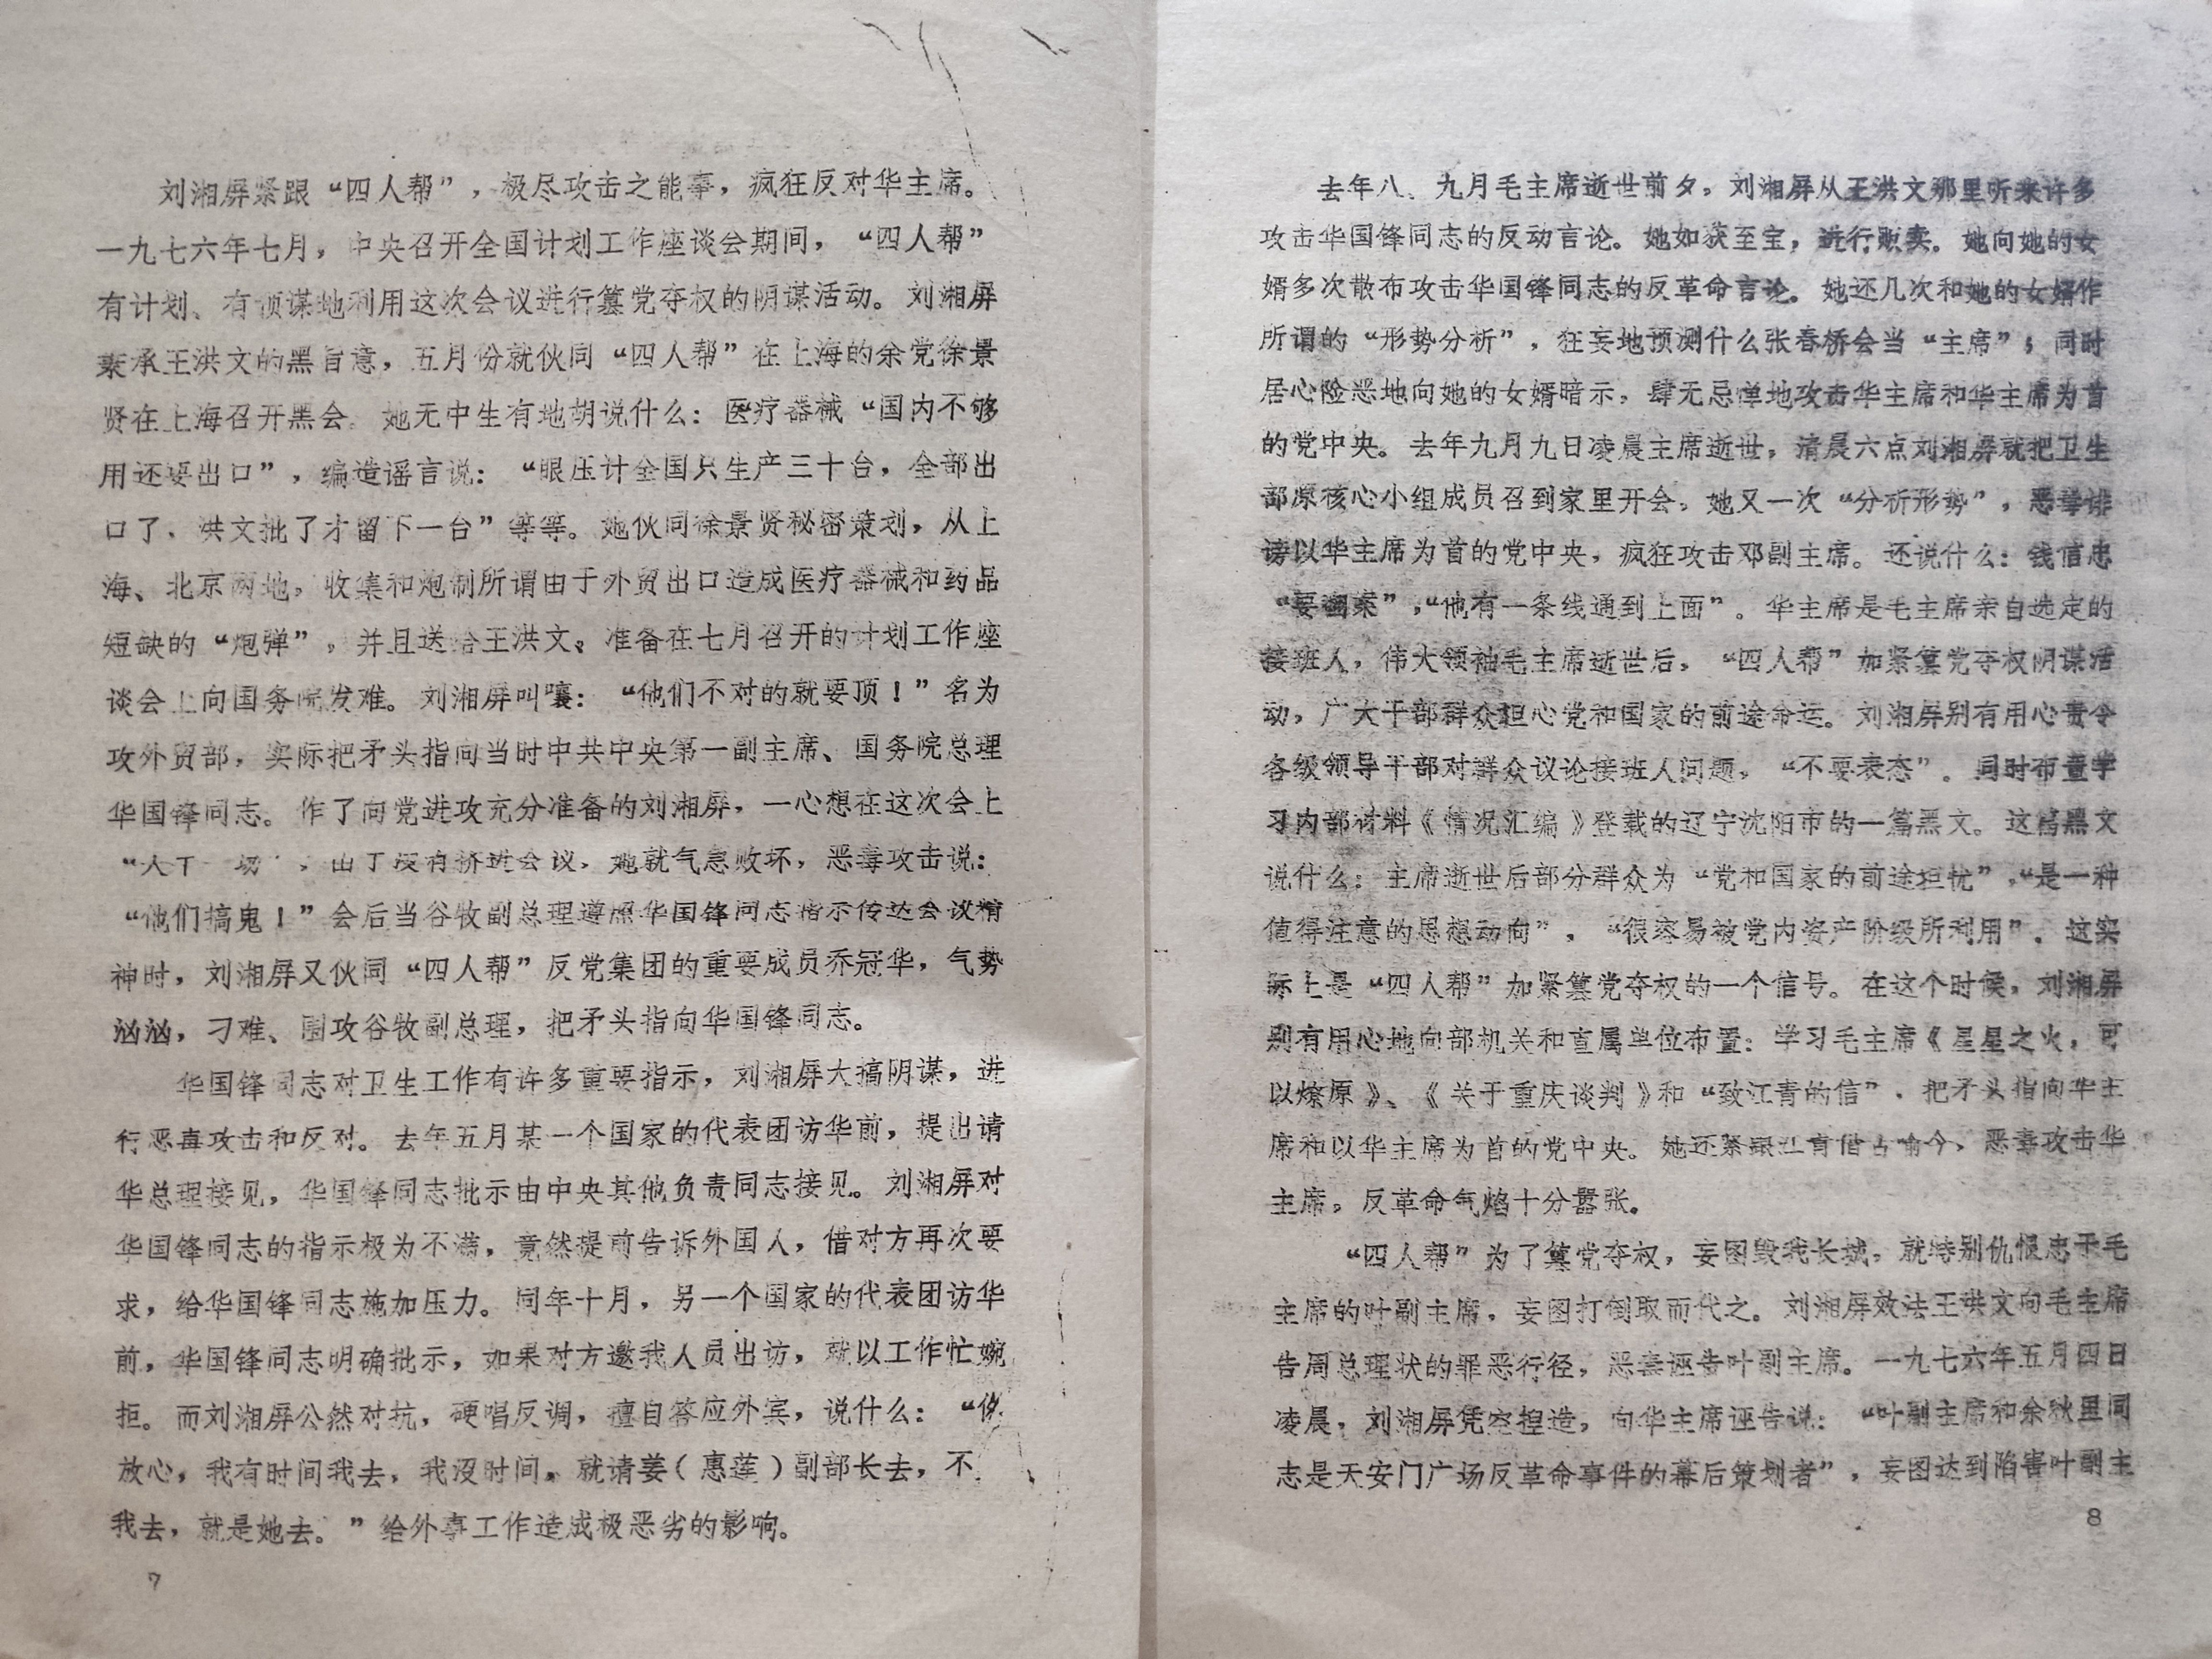 刘湘屏紧跟“四人帮”，极尽攻击之能事，疯狂反对华主席。
一九七六年七月，中央召开全国计划工作座谈会期间，“四人帮”
有计划、有预谋地利用这次会议进行篡党夺权的阴谋活动。刘湘屏
秉承王洪文的黑旨意，五月份就伙同“四人帮”在上海的余党徐景
贤在上海召开黑会。她无中生有地胡说什么：医疗器械“国内不够
用还要出口”，编造谣言说：“眼压计全国只生产三十台，全部出
口了，洪文批了才留下一台”等等。她伙同徐景贤秘密策划，从上
海、北京两地，收集和炮制所谓由于外贸出口造成医疗器械和药品
短缺的“炮弹”，并且送给王洪文，准备在七月召开的计划工作座
谈会上向国务院发难。刘湘屏叫嚷：“他们不对的就要顶！”名为
攻外贸部，实际把矛头指向当时中共中央第一副主席、国务院总理
华国锋同志。作了向党进攻充分准备的刘湘屏，一心想在这次会上
“大干一场”，由于没有挤进会议，她就气急败坏，恶毒攻击说：
“他们搞鬼！”会后当谷牧副总理遵照华国锋同志指示传达会议精
神时，刘湘屏又伙同“四人帮”反党集团的重要成员乔冠华，气势
汹汹，刁难、围攻谷牧副总理，把矛头指向华国锋同志。
华国锋同志对卫生工作有许多重要指示，刘湘屏大搞阴谋，进
行恶毒攻击和反对。去年五月某一个国家的代表团访华前，提出请
华总理接见，华国锋同志批示由中央其他负责同志接见。刘湘屏对
华国锋同志的指示极为不满，竟然提前告诉外国人，借对方再次要
求，给华国锋同志施加压力。同年十月，另一个国家的代表团访华
前，华国锋同志明确批示，如果对方邀我人员出访，就以工作忙婉
拒。而刘湘屏公然对抗，硬唱反调，擅自答应外宾，说什么：“你
放心，我有时间我去，我没时间，就请姜（惠莲）副部长去，不
我去，就是她去。”给外事工作造成极恶劣的影响。
7
去年八、九月毛主席逝世前夕，刘湘屏从王洪文那里听来许多
攻击华国锋同志的反动言论。她如获至宝，进行贩卖。她向她的女
婿多次散布攻击华国锋同志的反革命言论。她还几次和她的女婿作
所谓的“形势分析”，狂妄地预测什么张春桥会当“主席”；同时
居心险恶地向她的女婿暗示，肆无忌惮地攻击华主席和华主席为首
的党中央。去年九月九日凌晨主席逝世，清晨六点刘湘屏就把卫生
部原核心小组成员召到家里开会，她又一次“分析形势”，恶毒诽
谤以华主席为首的党中央，疯狂攻击邓副主席。还说什么：钱信忠
“要翻案”，“他有一条线通到上面”。华主席是毛主席亲自选定的
接班人，伟大领袖毛主席逝世后，“四人帮”加紧篡党夺权阴谋活
动，广大干部群众担心党和国家的前途命运。刘湘屏别有用心责令
各级领导干部对群众议论接班人问题，“不要表态”。同时布置学
习内部材料《情况汇编》登载的辽宁沈阳市的一篇黑文。这篇黑文
说什么：主席逝世后部分群众为“党和国家的前途担忧”，“是一种
值得注意的思想动向”，“很容易被党内资产阶级所利用”。这实
际上是“四人帮”加紧篡党夺权的一个信号。在这个时候，刘湘屏
别有用心地向部机关和直属单位布置：学习毛主席《星星之火，可
以燎原》、《关于重庆谈判》和“致江青的信”，把矛头指向华主
席和以华主席为首的党中央。她还紧跟江青借古喻今，恶毒攻击华
主席，反革命气焰十分嚣张。
“四人帮”为了篡党夺权，妄图毁我长城，就特别仇恨忠于毛
主席的叶副主席，妄图打倒取而代之。刘湘屏效法王洪文向毛主席
告周总理状的罪恶行径，恶毒诬告叶副主席。一九七六年五月四日
凌晨，刘湘屏凭空捏造，向华主席诬告说：“叶副主席和余秋里同
志是天安门广场反革命事件的幕后策划者”，妄图达到陷害叶副主
8